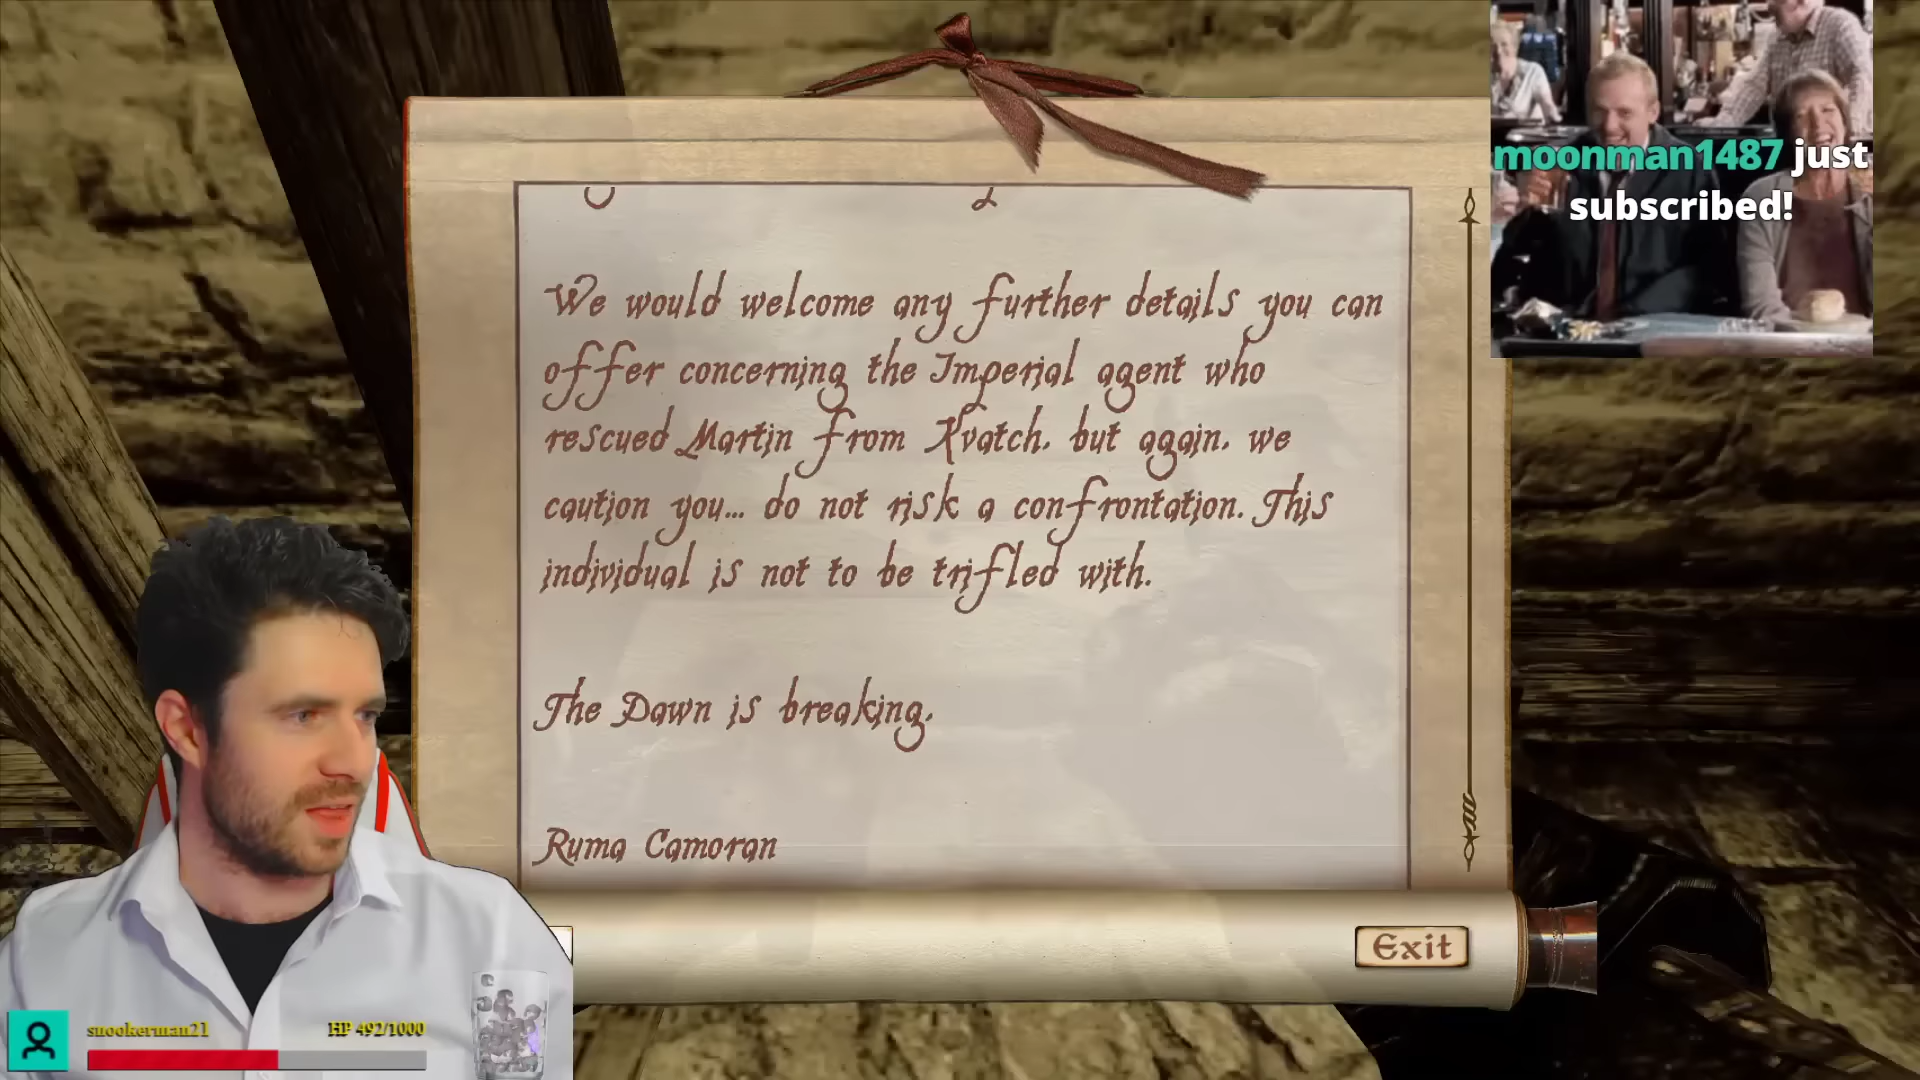 moonman1487 just
subscribed!
We would welcome any further details you can
offer concerning the Imperial agent who
rescued Martin from Kvatch, but again, we
caution you... do not risk a confrontation. This
individual is not to be trifled with.
The Dawn is breaking.
Ruma Camoran
Exit
snookerman21 HP 492/1000